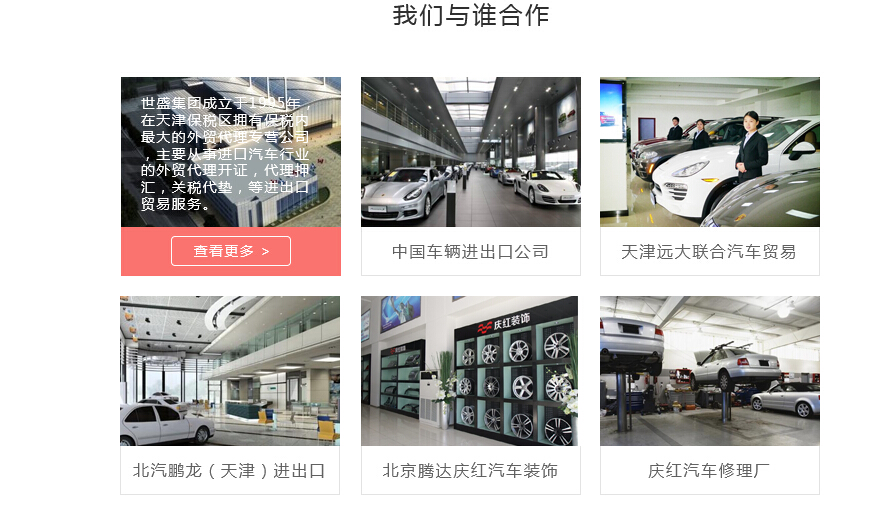 我们与谁合作
世盛集团成立于1995年，
在天津保税区拥有保税内
最大的外贸代理专营公司
，主要从事进口汽车行业
的外贸代理开证，代理押
汇，关税代垫，等进出口
贸易服务。
查看更多 >
中国车辆进出口公司
天津远大联合汽车贸易
庆红装饰
北汽鹏龙（天津）进出口
北京腾达庆红汽车装饰
庆红汽车修理厂